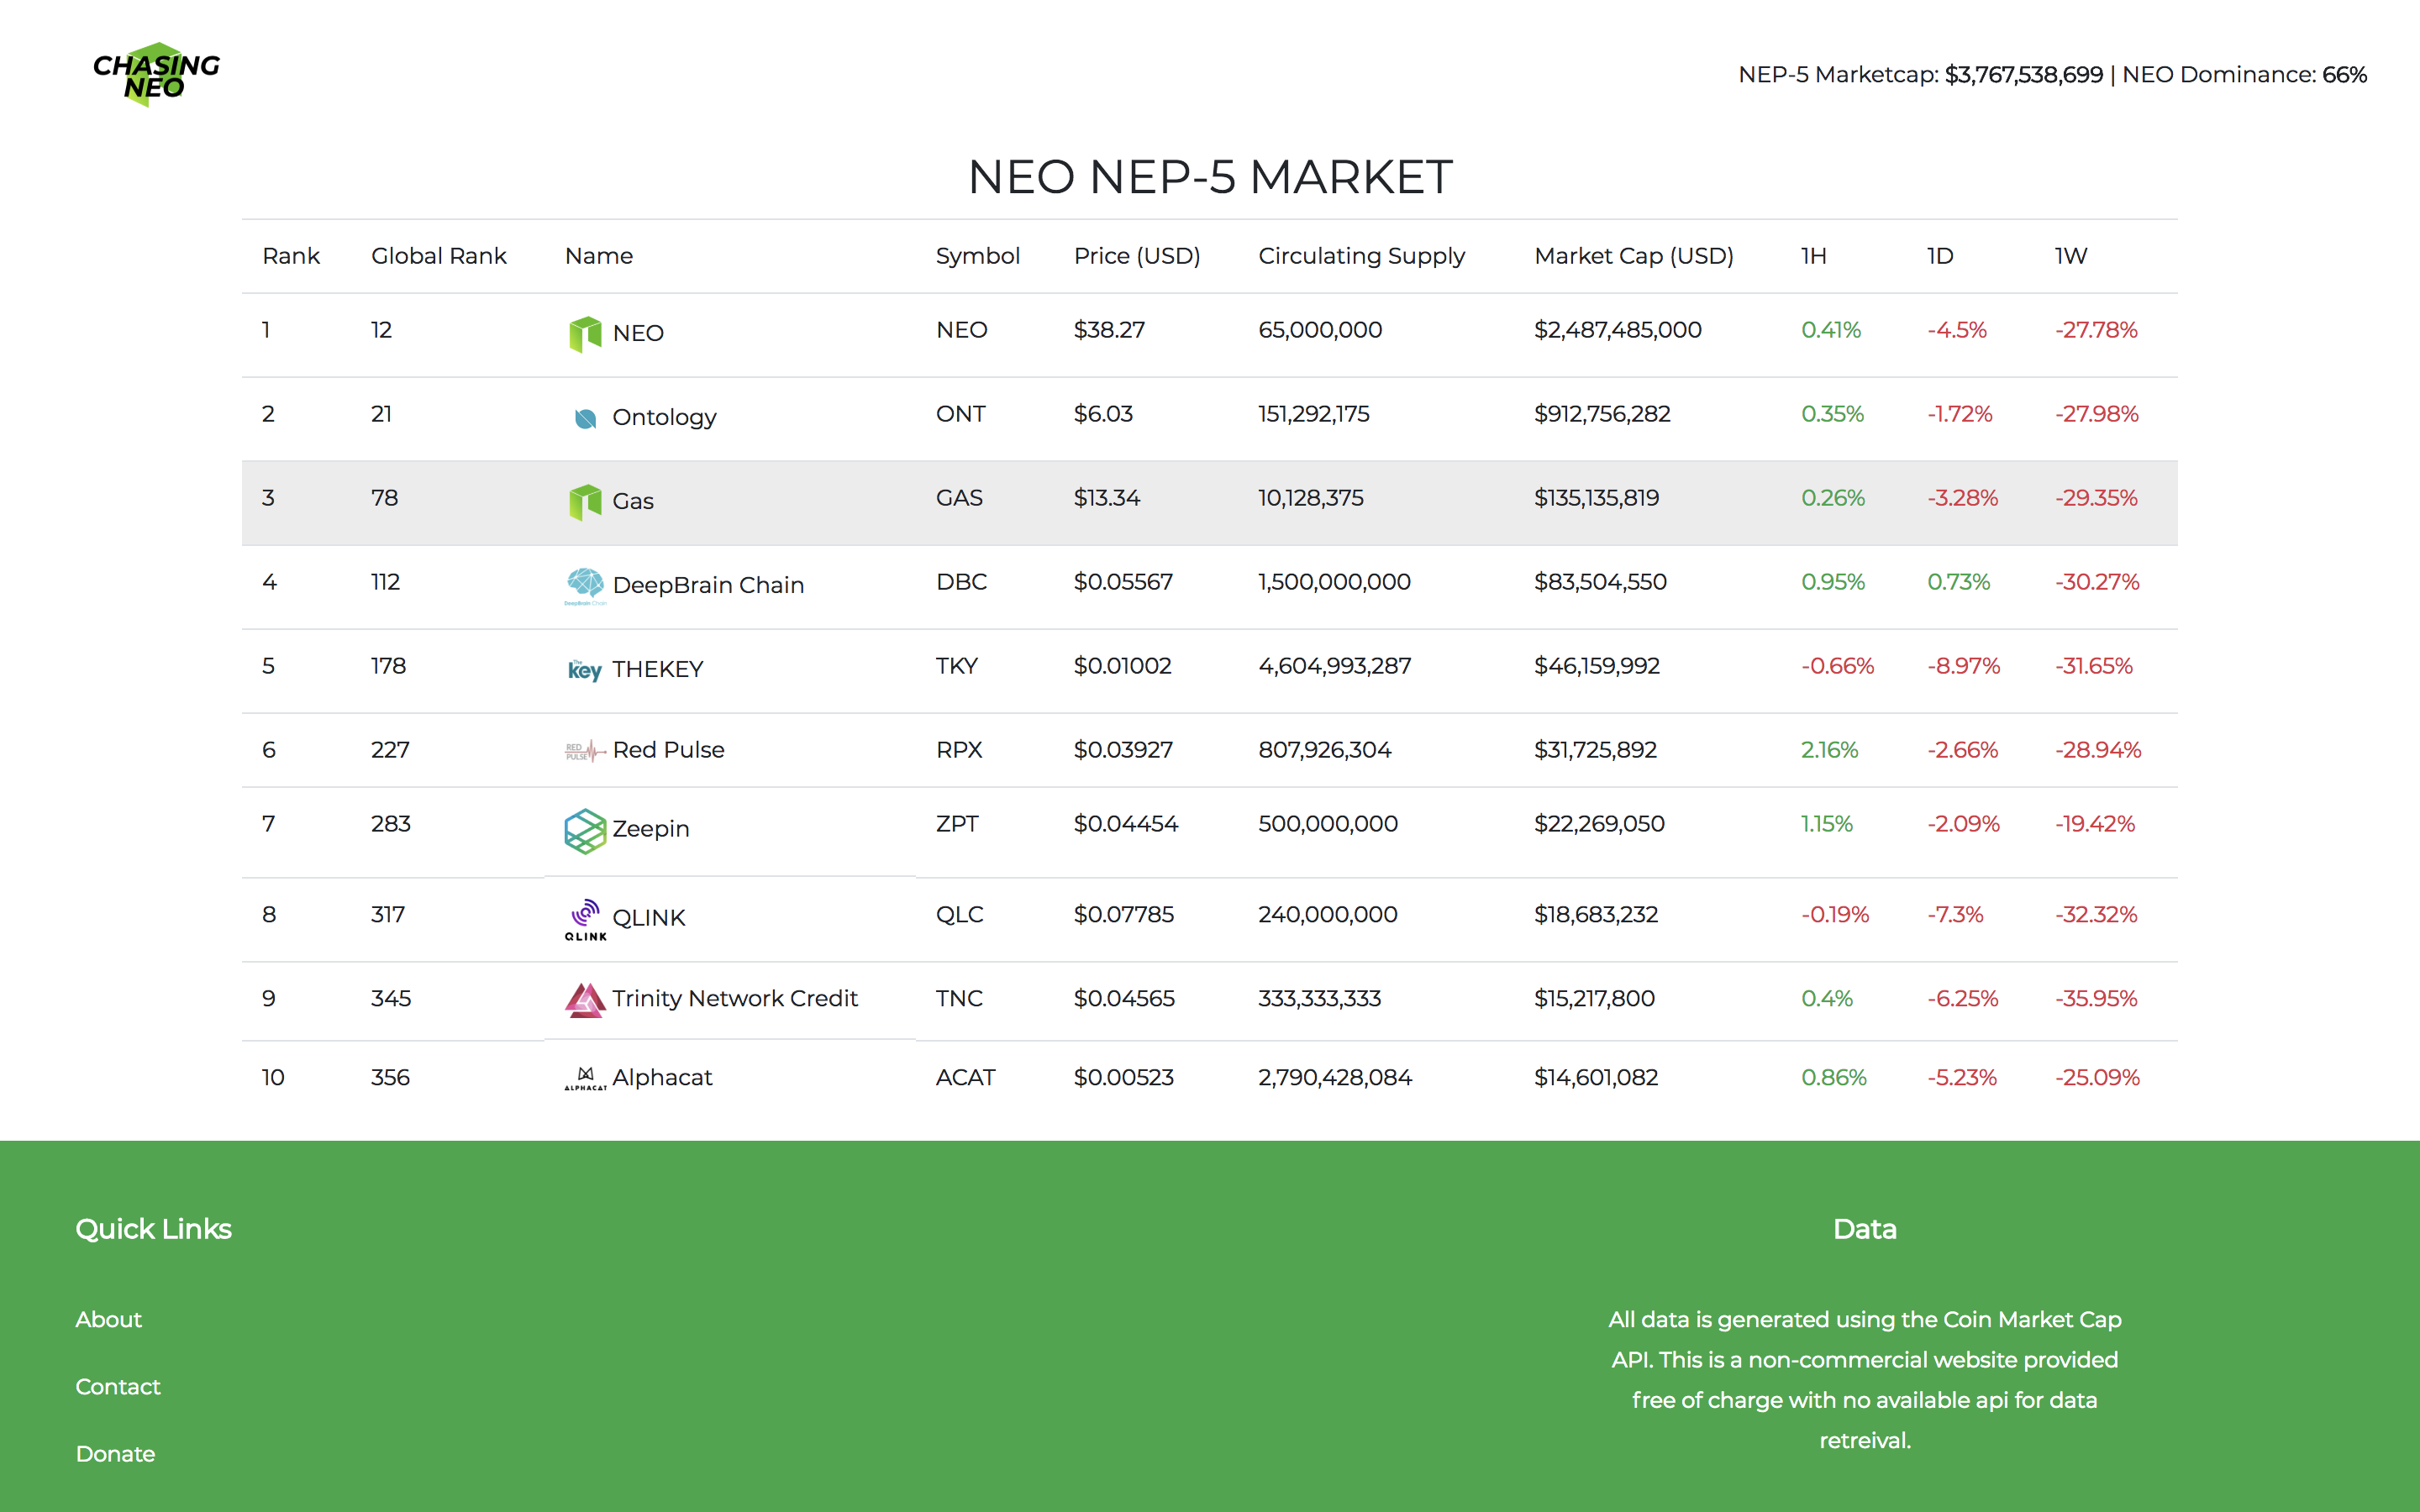 CHASING
NEO
NEP-5 Marketcap: $3,767,538,699 | NEO Dominance: 66%
NEO NEP-5 MARKET
Rank Global Rank Name Symbol Price (USD) Circulating Supply Market Cap (USD) 1H 1D 1W
1 12 NEO NEO $38.27 65,000,000 $2,487,485,000 0.41% -4.5% -27.78%
2 21 Ontology ONT $6.03 151,292,175 $912,756,282 0.35% -1.72% -27.98%
3 78 Gas GAS $13.34 10,128,375 $135,135,819 0.26% -3.28% -29.35%
4 112 DeepBrain Chain DeepBrain Chain DBC $0.05567 1,500,000,000 $83,504,550 0.95% 0.73% -30.27%
5 178 The key THEKEY TKY $0.01002 4,604,993,287 $46,159,992 -0.66% -8.97% -31.65%
6 227 RED PULSE Red Pulse RPX $0.03927 807,926,304 $31,725,892 2.16% -2.66% -28.94%
7 283 Zeepin ZPT $0.04454 500,000,000 $22,269,050 1.15% -2.09% -19.42%
8 317 QLINK QLINK QLC $0.07785 240,000,000 $18,683,232 -0.19% -7.3% -32.32%
9 345 Trinity Network Credit TNC $0.04565 333,333,333 $15,217,800 0.4% -6.25% -35.95%
10 356 ALPHACAT Alphacat ACAT $0.00523 2,790,428,084 $14,601,082 0.86% -5.23% -25.09%
Quick Links
About
Contact
Donate
Data
All data is generated using the Coin Market Cap
API. This is a non-commercial website provided
free of charge with no available api for data
retreival.